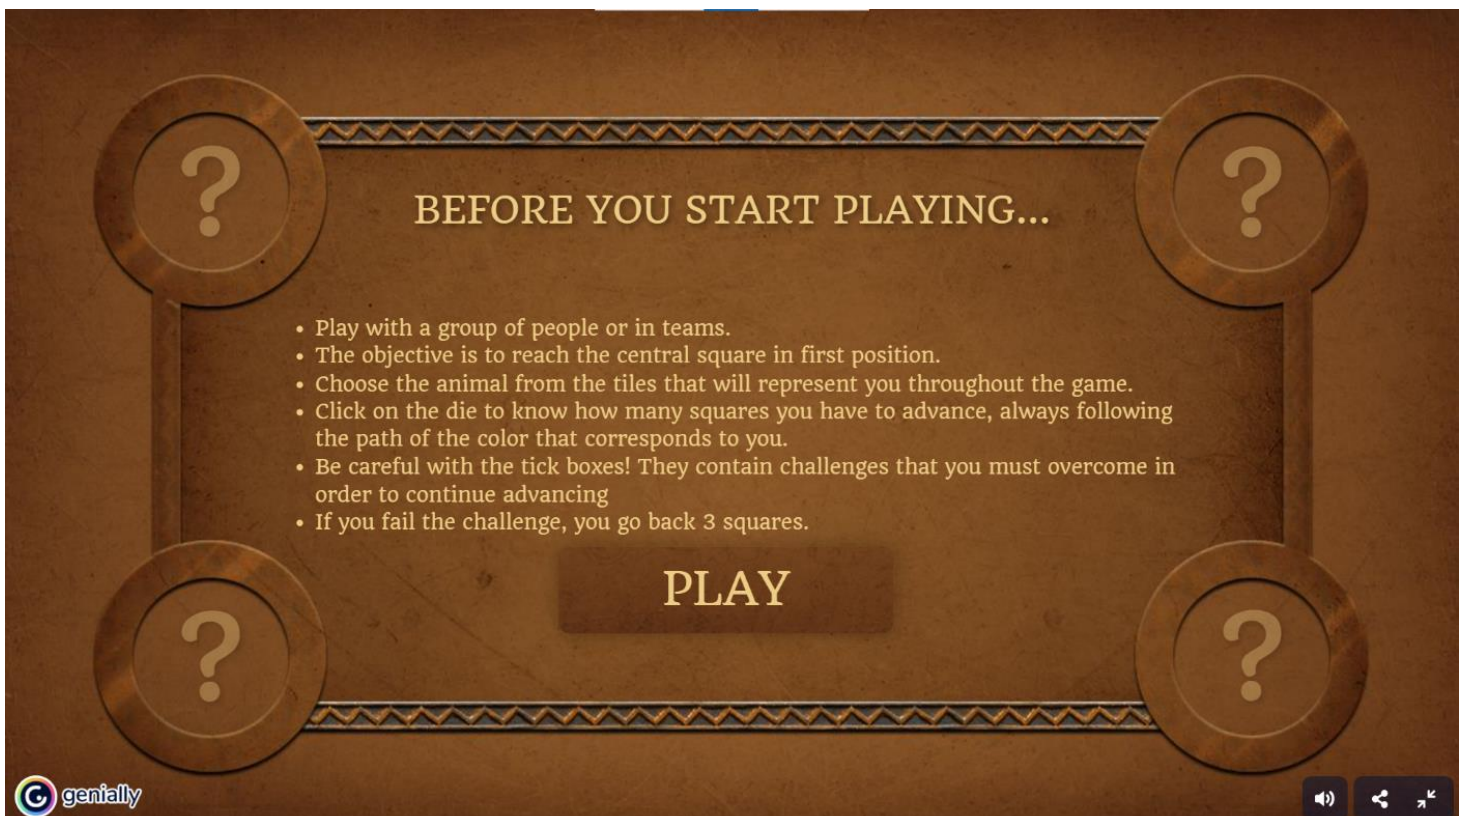 ?
?
BEFORE YOU START PLAYING...
• Play with a group of people or in teams.
• The objective is to reach the central square in first position.
• Choose the animal from the tiles that will represent you throughout the game.
• Click on the die to know how many squares you have to advance, always following
the path of the color that corresponds to you.
• Be careful with the tick boxes! They contain challenges that you must overcome in
order to continue advancing
• If you fail the challenge, you go back 3 squares.
PLAY
?
?
genially